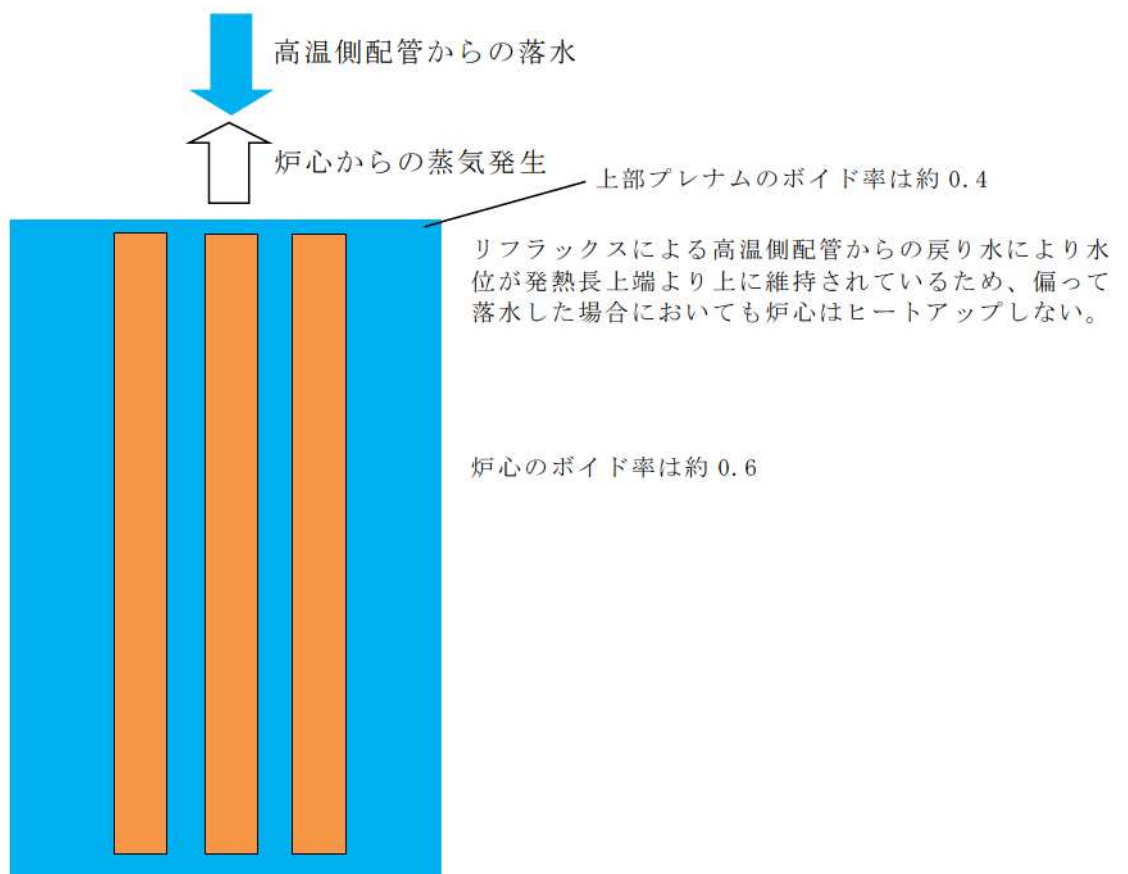 高温側配管からの落水
炉心からの蒸気発生
上部プレナムのボイド率は約 0.4
リフラックスによる高温側配管からの戻り水により水
位が発熱長上端より上に維持されているため、偏って
落水した場合においても炉心はヒートアップしない。
炉心のボイド率は約 0.6